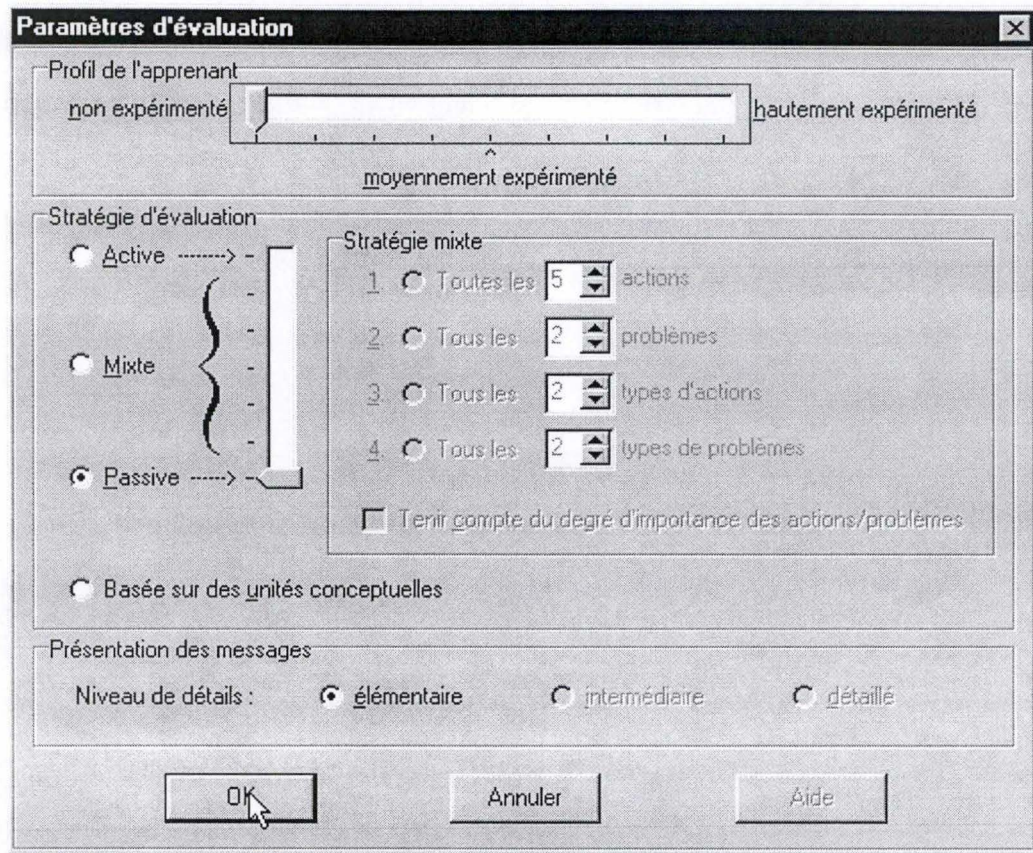 Paramètres d'évaluation
Profil de l'apprenant
non expérimenté
hautement expérimenté
moyennement expérimenté
Stratégie d'évaluation
Active
Mixte
Passive
Stratégie mixte
1. Toutes les 5 actions
2. Tous les 2 problèmes
3. Tous les 2 types d'actions
4. Tous les 2 types de problèmes
Tenir compte du degré d'importance des actions/problèmes
Basée sur des unités conceptuelles
Présentation des messages
Niveau de détails : élémentaire intermédiaire détaillé
OK Annuler Aide